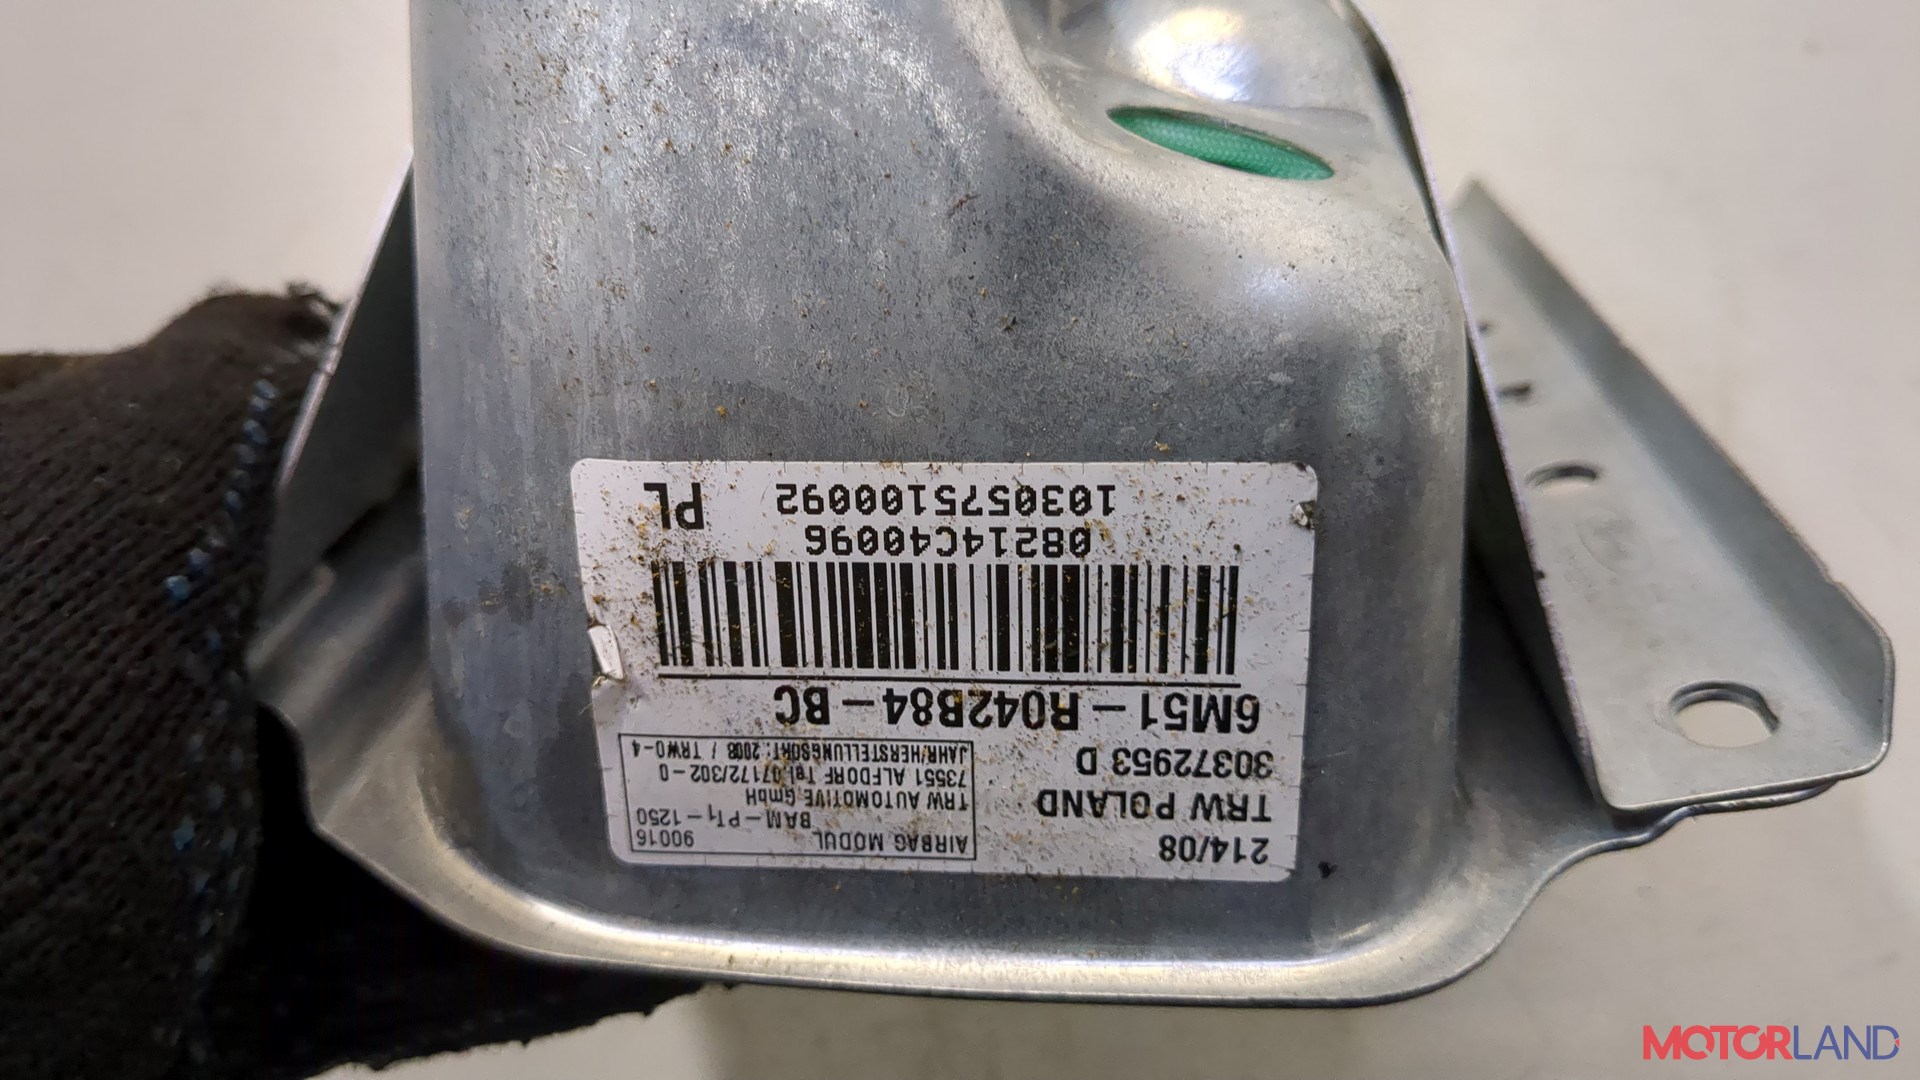 214/08
TRW POLAND
30372953 D
AIRBAG MODUL 90016
BAM-PT1-1250
TRW AUTOMOTIVE GmbH
73551 ALFDORF Tel.07172/302-0
JAHR/HERSTELLUNGSORT: 2008 / TRWO-4
6M51-R042B84-BC
08214C40096
1030575100092 PL
MOTORLAND